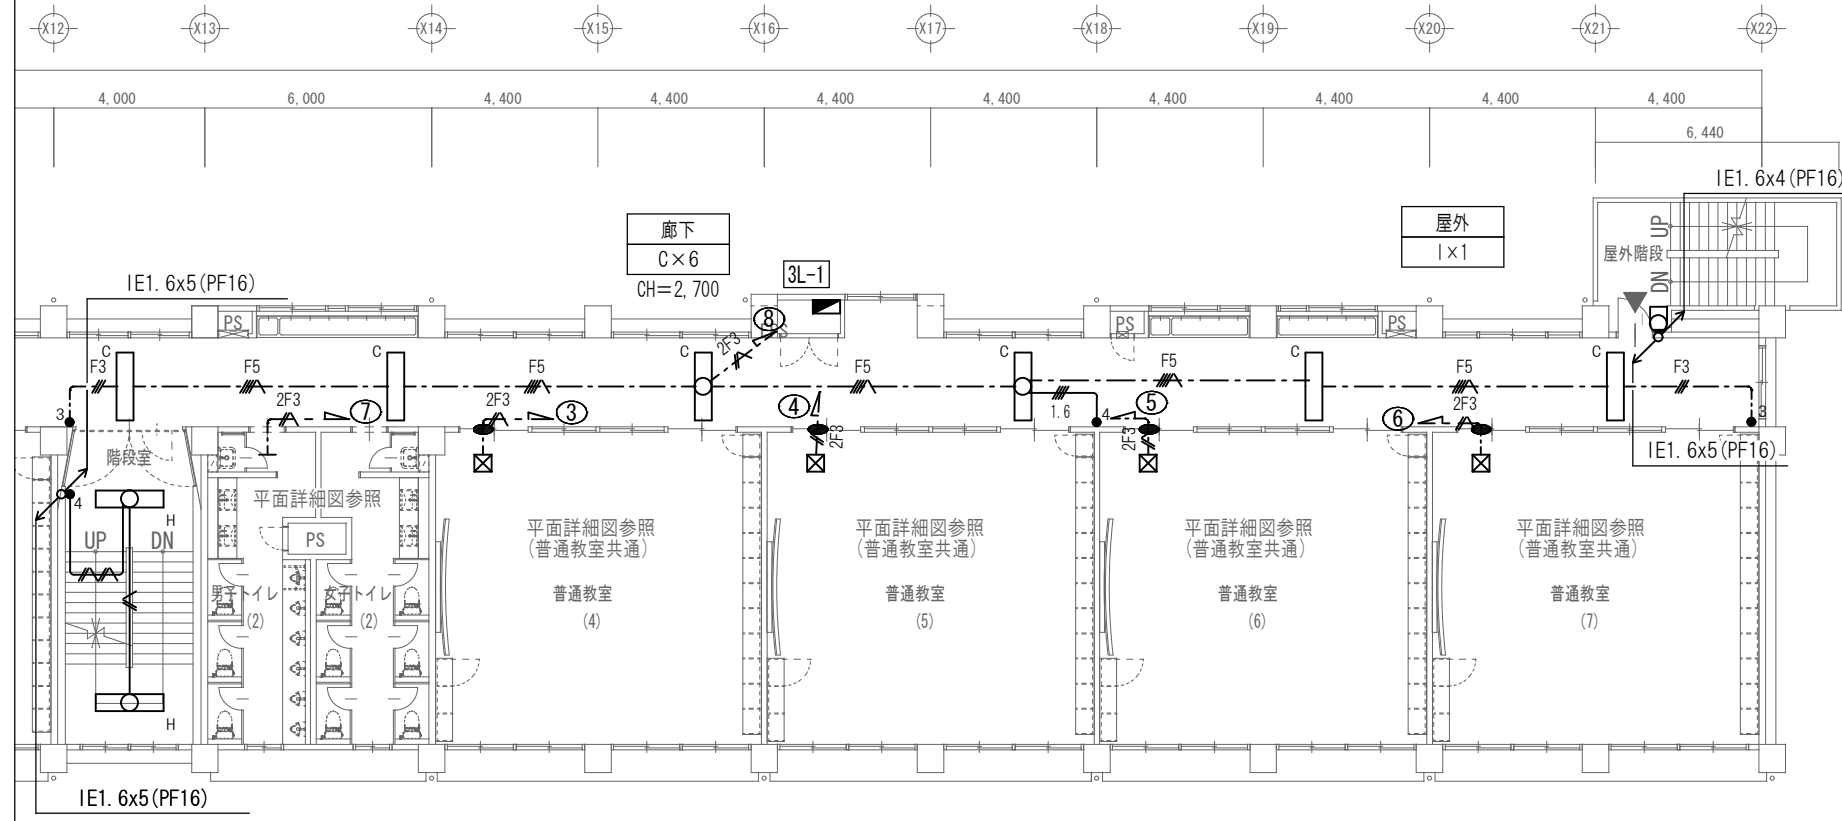 X12 X13 X14 X15 X16 X17 X18 X19 X20 X21 X22
4,000 6,000 4,400 4,400 4,400 4,400 4,400 4,400 4,400 4,400
6,440
IE1.6x4(PF16)
廊下
C×6
CH=2,700
屋外
I×1
3L-1
UP
屋外階段
DN
IE1.6x5(PF16)
PS
PS
PS
PS
⑧
2F3
C C C C C C
F3 F5 F5 F5 F5 F5 F3
3
2F3 ⑦
2F3 ③
④
2F3
1.6
4
⑤
2F3
⑥ 2F3
3
IE1.6x5(PF16)
階段室
4
H
UP DN
H
平面詳細図参照
PS
男子トイレ
(2)
女子トイレ
(2)
平面詳細図参照
(普通教室共通)
普通教室
(4)
平面詳細図参照
(普通教室共通)
普通教室
(5)
平面詳細図参照
(普通教室共通)
普通教室
(6)
平面詳細図参照
(普通教室共通)
普通教室
(7)
IE1.6x5(PF16)